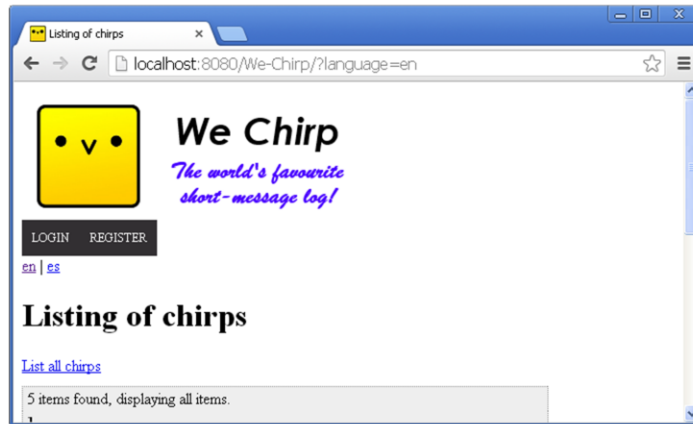 Listing of chirps
localhost:8080/We-Chirp/?language=en
We Chirp
The world's favourite
short-message log!
LOGIN REGISTER
en | es
Listing of chirps
List all chirps
5 items found, displaying all items.